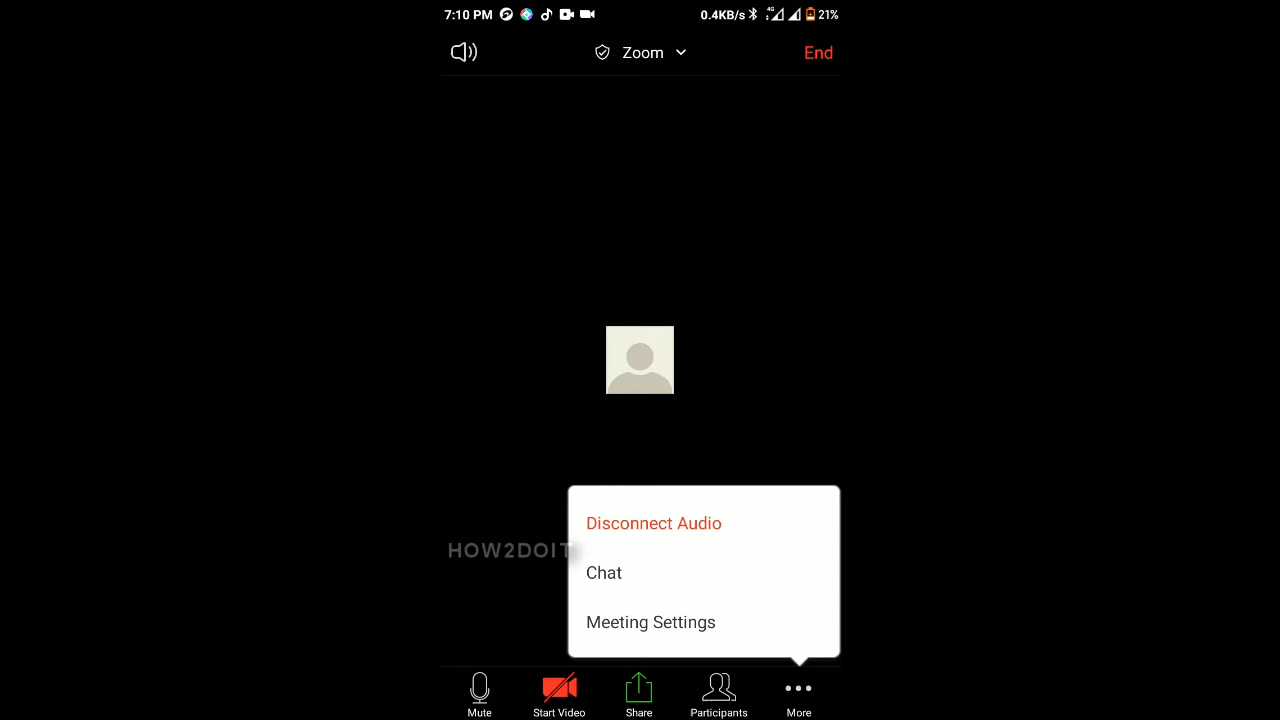 7:10 PM 0.4KB/s 4G 21%
Zoom End
Disconnect Audio
HOW2DOIT
Chat
Meeting Settings
Mute Start Video Share Participants More